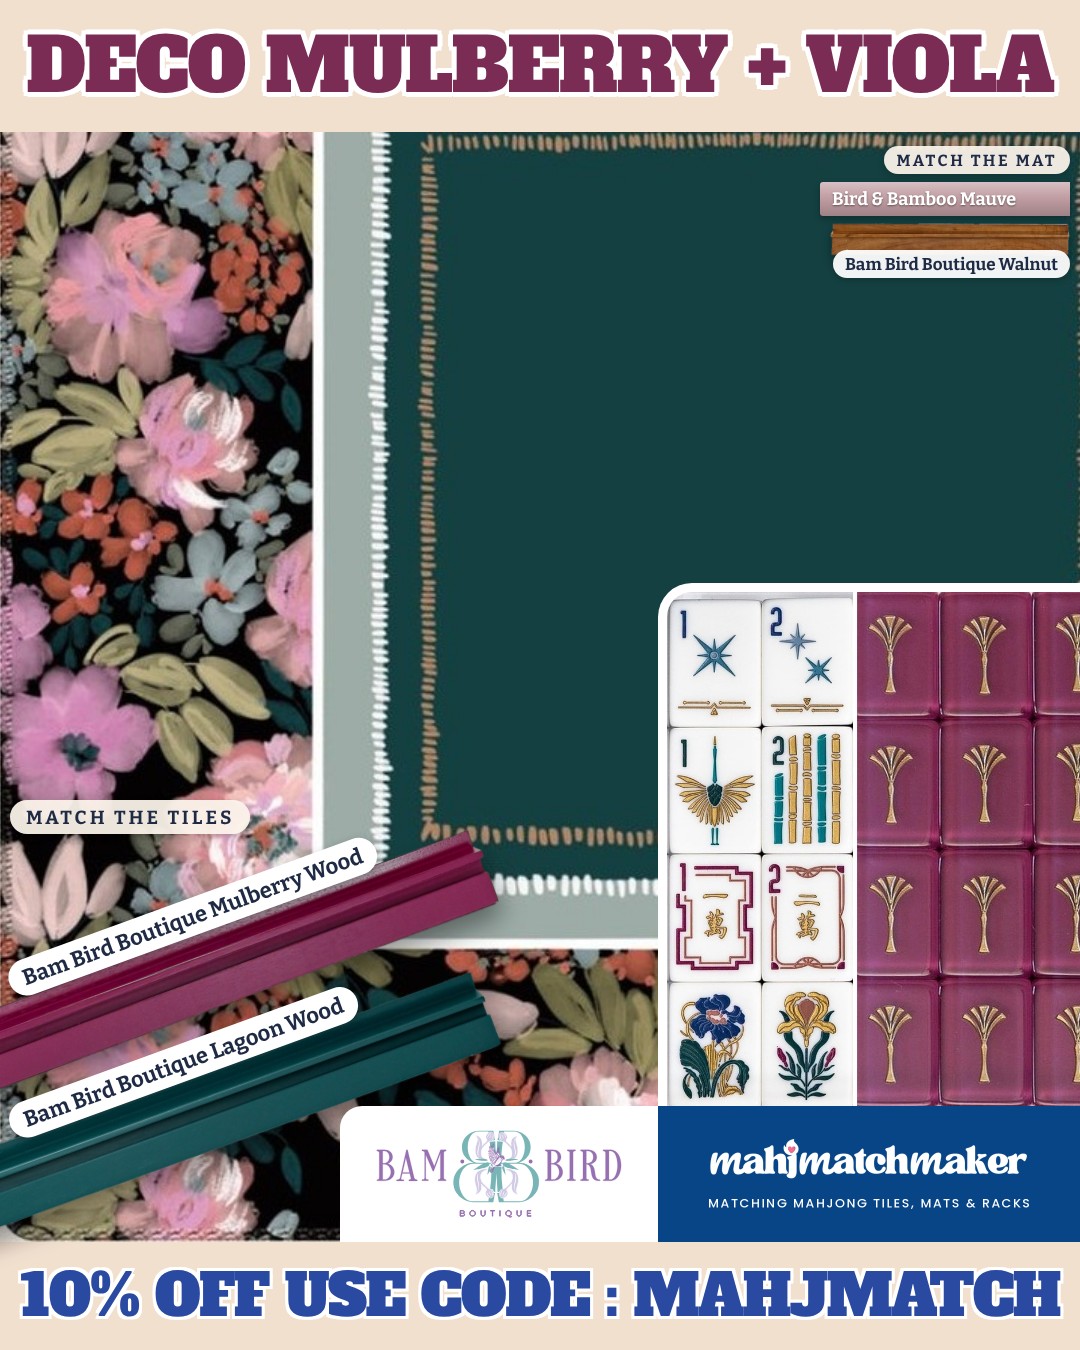 DECO MULBERRY + VIOLA
MATCH THE MAT
Bird & Bamboo Mauve
Bam Bird Boutique Walnut
1
2
1
2
1
2
一
二
萬
萬
MATCH THE TILES
Bam Bird Boutique Mulberry Wood
Bam Bird Boutique Lagoon Wood
BAM BIRD
BOUTIQUE
mahjmatchmaker
MATCHING MAHJONG TILES, MATS & RACKS
10% OFF USE CODE : MAHJMATCH